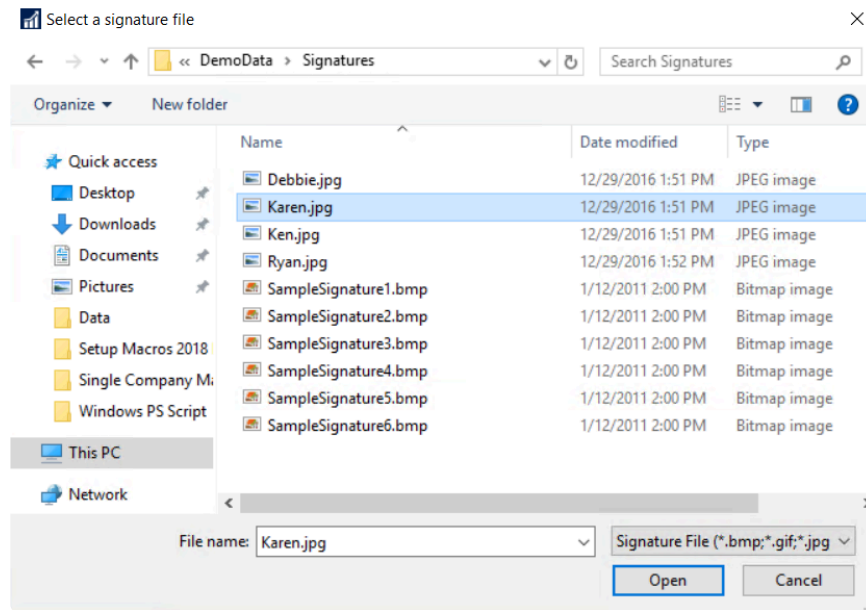 Select a signature file
« DemoData › Signatures
Search Signatures
Organize
New folder
Name Date modified Type
Quick access
Desktop
Downloads
Documents
Pictures
Data
Setup Macros 2018
Single Company Ma
Windows PS Script
This PC
Network
Debbie.jpg 12/29/2016 1:51 PM JPEG image
Karen.jpg 12/29/2016 1:51 PM JPEG image
Ken.jpg 12/29/2016 1:51 PM JPEG image
Ryan.jpg 12/29/2016 1:52 PM JPEG image
SampleSignature1.bmp 1/12/2011 2:00 PM Bitmap image
SampleSignature2.bmp 1/12/2011 2:00 PM Bitmap image
SampleSignature3.bmp 1/12/2011 2:00 PM Bitmap image
SampleSignature4.bmp 1/12/2011 2:00 PM Bitmap image
SampleSignature5.bmp 1/12/2011 2:00 PM Bitmap image
SampleSignature6.bmp 1/12/2011 2:00 PM Bitmap image
File name: Karen.jpg Signature File (*.bmp;*.gif;*.jpg
Open Cancel